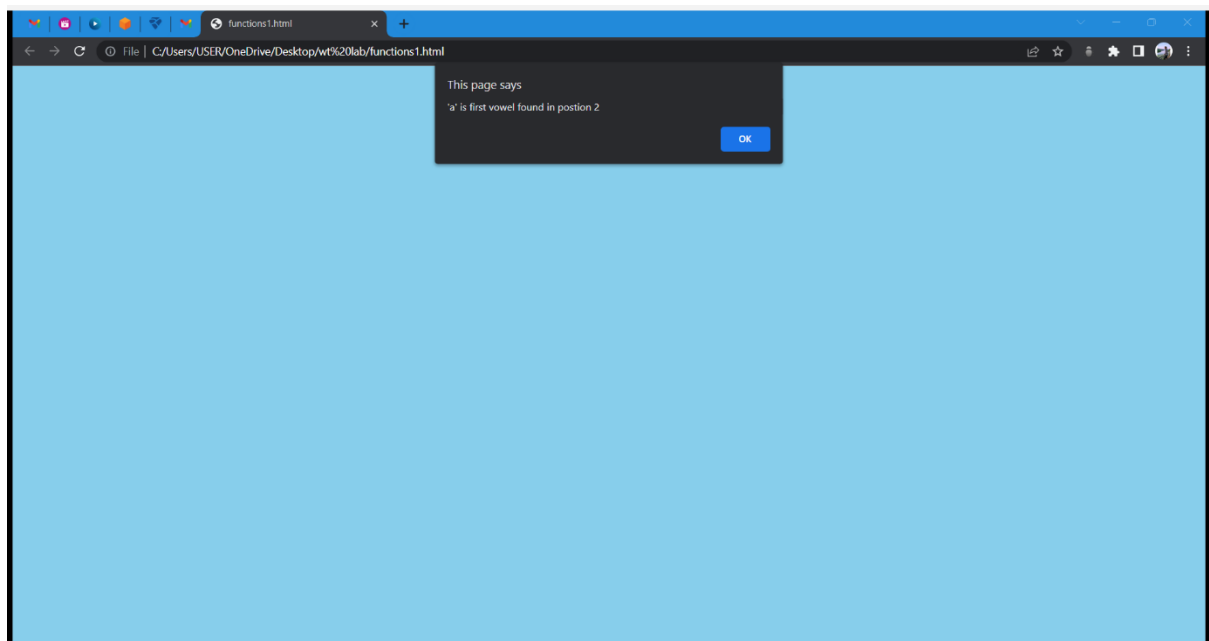 functions1.html
File | C:/Users/USER/OneDrive/Desktop/wt%20lab/functions1.html
This page says
'a' is first vowel found in postion 2
OK